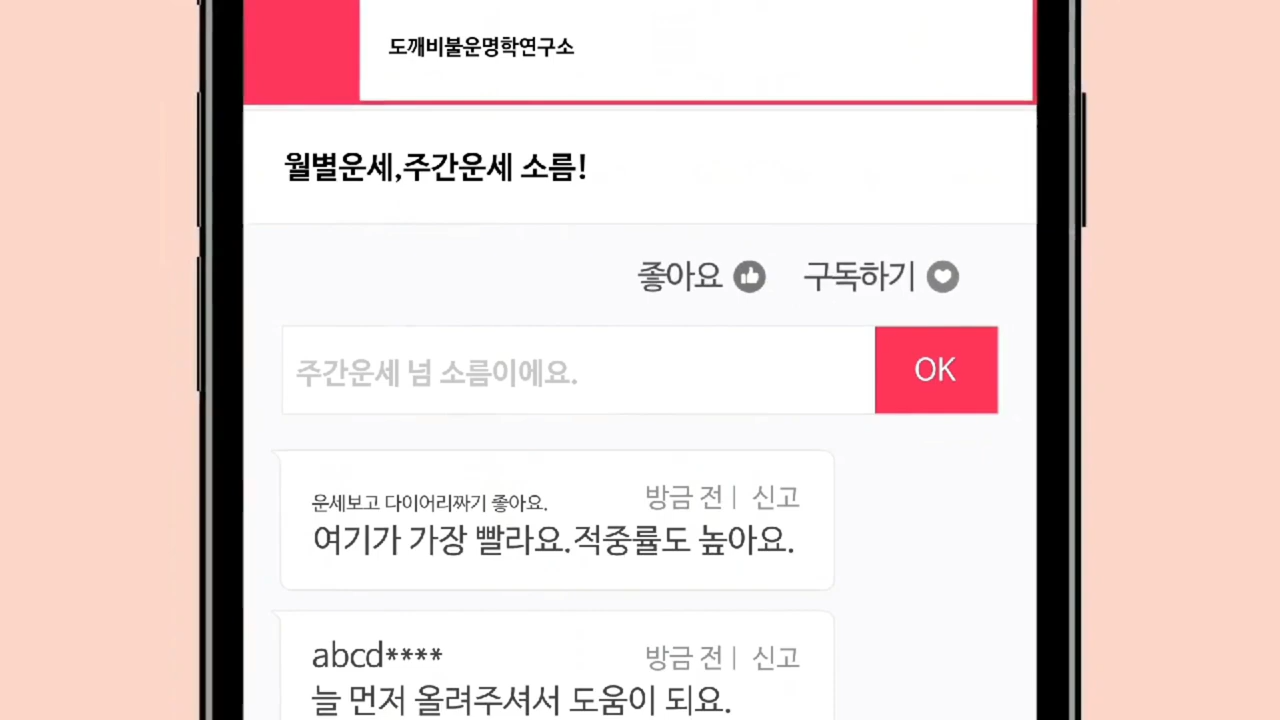 도깨비불운명학연구소
월별운세,주간운세 소름!
좋아요 구독하기
주간운세 넘 소름이에요.
OK
운세보고 다이어리짜기 좋아요.
방금 전| 신고
여기가 가장 빨라요.적중률도 높아요.
abcd****
방금 전| 신고
늘 먼저 올려주셔서 도움이 되요.